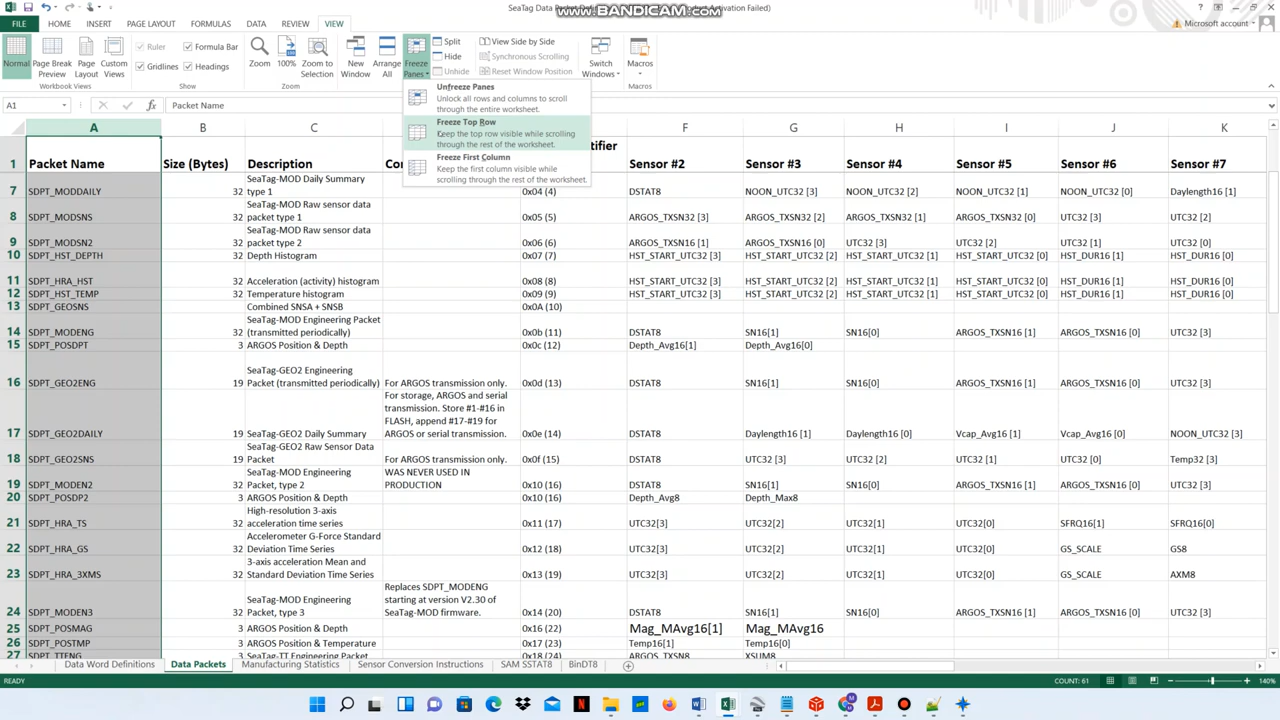 SeaTag Data Packet De
www.BANDICAM.com
Activation Failed)
FILE HOME INSERT PAGE LAYOUT FORMULAS DATA REVIEW VIEW
Microsoft account
Normal Page Break Preview Page Layout Custom Views
Workbook Views
Ruler Formula Bar
Gridlines Headings
Show
Zoom 100% Zoom to Selection
Zoom
New Window Arrange All Freeze Panes
Split
Hide
Unhide
View Side by Side
Synchronous Scrolling
Reset Window Position
Switch Windows
Macros
Macros
Unfreeze Panes
Unlock all rows and columns to scroll
through the entire worksheet.
Freeze Top Row
Keep the top row visible while scrolling
through the rest of the worksheet.
Freeze First Column
Keep the first column visible while
scrolling through the rest of the worksheet.
A1 fx Packet Name
A B C F G H I J K
1 Packet Name Size (Bytes) Description Sensor #2 Sensor #3 Sensor #4 Sensor #5 Sensor #6 Sensor #7
7 SDPT_MODDAILY 32 SeaTag-MOD Daily Summary type 1 0x04 (4) DSTAT8 NOON_UTC32 [3] NOON_UTC32 [2] NOON_UTC32 [1] NOON_UTC32 [0] Daylength16 [1]
8 SDPT_MODSNS 32 SeaTag-MOD Raw sensor data packet type 1 0x05 (5) ARGOS_TXSN32 [3] ARGOS_TXSN32 [2] ARGOS_TXSN32 [1] ARGOS_TXSN32 [0] UTC32 [3] UTC32 [2]
9 SDPT_MODSN2 32 SeaTag-MOD Raw sensor data packet type 2 0x06 (6) ARGOS_TXSN16 [1] ARGOS_TXSN16 [0] UTC32 [3] UTC32 [2] UTC32 [1] UTC32 [0]
10 SDPT_HST_DEPTH 32 Depth Histogram 0x07 (7) HST_START_UTC32 [3] HST_START_UTC32 [2] HST_START_UTC32 [1] HST_START_UTC32 [0] HST_DUR16 [1] HST_DUR16 [0]
11 SDPT_HRA_HST 32 Acceleration (activity) histogram 0x08 (8) HST_START_UTC32 [3] HST_START_UTC32 [2] HST_START_UTC32 [1] HST_START_UTC32 [0] HST_DUR16 [1] HST_DUR16 [0]
12 SDPT_HST_TEMP 32 Temperature histogram 0x09 (9) HST_START_UTC32 [3] HST_START_UTC32 [2] HST_START_UTC32 [1] HST_START_UTC32 [0] HST_DUR16 [1] HST_DUR16 [0]
13 SDPT_GEOSNS Combined SNSA + SNSB 0x0A (10)
14 SDPT_MODENG 32 SeaTag-MOD Engineering Packet (transmitted periodically) 0x0b (11) DSTAT8 SN16[1] SN16[0] ARGOS_TXSN16 [1] ARGOS_TXSN16 [0] UTC32 [3]
15 SDPT_POSDPT 3 ARGOS Position & Depth 0x0c (12) Depth_Avg16[1] Depth_Avg16[0]
16 SDPT_GEO2ENG 19 SeaTag-GEO2 Engineering Packet (transmitted periodically) For ARGOS transmission only. 0x0d (13) DSTAT8 SN16[1] SN16[0] ARGOS_TXSN16 [1] ARGOS_TXSN16 [0] UTC32 [3]
17 SDPT_GEO2DAILY 19 SeaTag-GEO2 Daily Summary For storage, ARGOS and serial transmission. Store #1-#16 in FLASH, append #17-#19 for ARGOS or serial transmission. 0x0e (14) DSTAT8 Daylength16 [1] Daylength16 [0] Vcap_Avg16 [1] Vcap_Avg16 [0] NOON_UTC32 [3]
18 SDPT_GEO2SNS 19 SeaTag-GEO2 Raw Sensor Data Packet For ARGOS transmission only. 0x0f (15) DSTAT8 UTC32 [3] UTC32 [2] UTC32 [1] UTC32 [0] Temp32 [3]
19 SDPT_MODEN2 32 SeaTag-MOD Engineering Packet, type 2 WAS NEVER USED IN PRODUCTION 0x10 (16) DSTAT8 SN16[1] SN16[0] ARGOS_TXSN16 [1] ARGOS_TXSN16 [0] UTC32 [3]
20 SDPT_POSDP2 3 ARGOS Position & Depth 0x10 (16) Depth_Avg8 Depth_Max8
21 SDPT_HRA_TS 32 High-resolution 3-axis acceleration time series 0x11 (17) UTC32[3] UTC32[2] UTC32[1] UTC32[0] SFRQ16[1] SFRQ16[0]
22 SDPT_HRA_GS 32 Accelerometer G-Force Standard Deviation Time Series 0x12 (18) UTC32[3] UTC32[2] UTC32[1] UTC32[0] GS_SCALE GS8
23 SDPT_HRA_3XMS 32 3-axis acceleration Mean and Standard Deviation Time Series 0x13 (19) UTC32[3] UTC32[2] UTC32[1] UTC32[0] GS_SCALE AXM8
24 SDPT_MODEN3 32 SeaTag-MOD Engineering Packet, type 3 Replaces SDPT_MODENG starting at version V2.30 of SeaTag-MOD firmware. 0x14 (20) DSTAT8 SN16[1] SN16[0] ARGOS_TXSN16 [1] ARGOS_TXSN16 [0] UTC32 [3]
25 SDPT_POSMAG 3 ARGOS Position & Depth 0x16 (22) Mag_MAvg16[1] Mag_MAvg16
26 SDPT_POSTMP 3 ARGOS Position & Temperature 0x17 (23) Temp16[1] Temp16[0]
27 SDPT_TTENG 3 SeaTag-TT Engineering Packet 0x18 (24) ARGOS_TXSN8 XSUM8
Data Word Definitions Data Packets Manufacturing Statistics Sensor Conversion Instructions SAM SSTAT8 BinDT8
READY COUNT: 61 140%